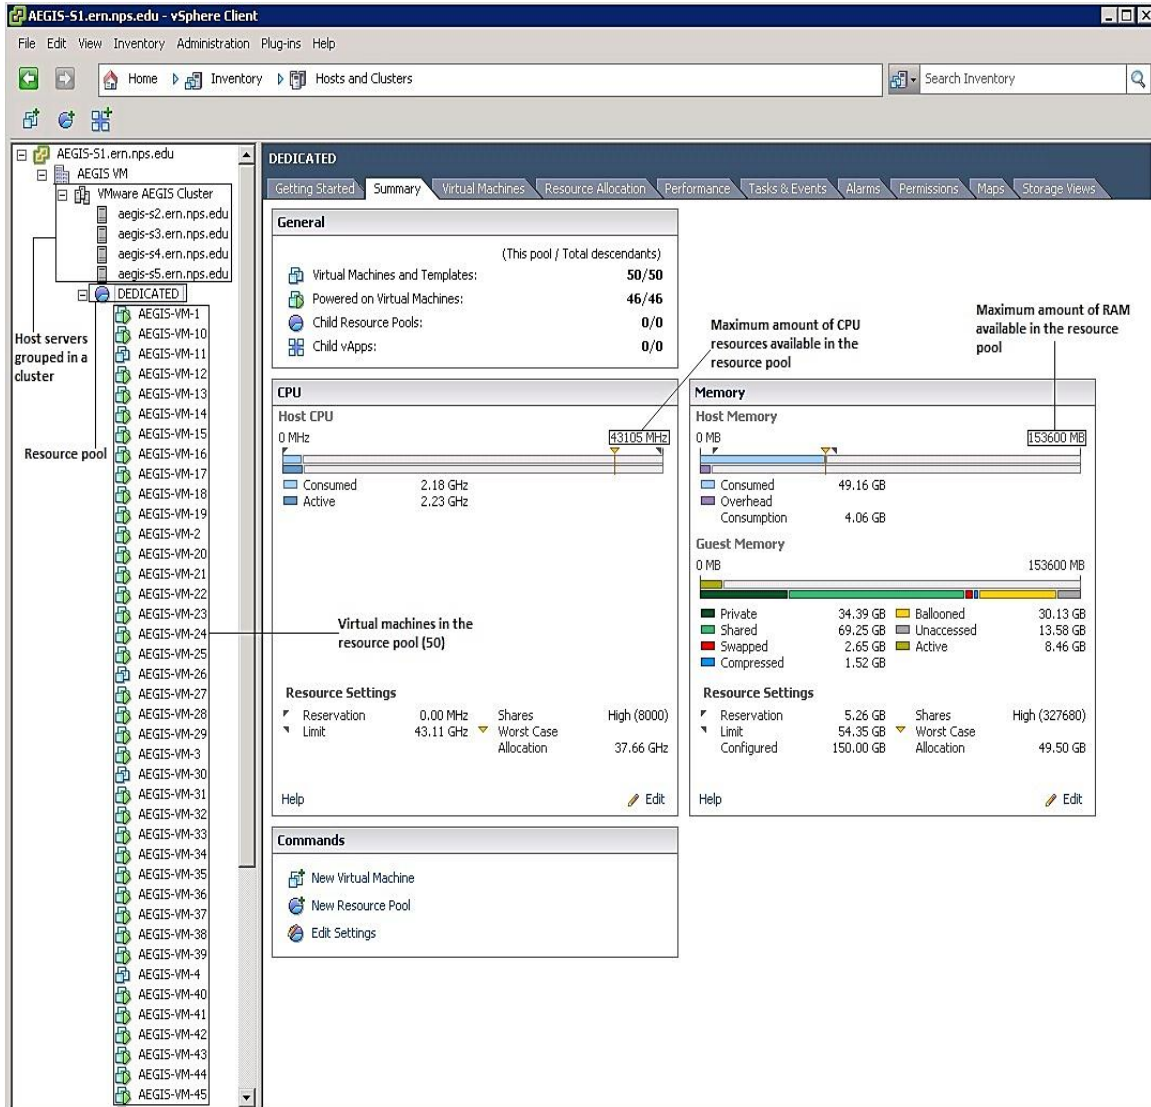 AEGIS-S1.ern.nps.edu - vSphere Client
File Edit View Inventory Administration Plug-ins Help
Home Inventory Hosts and Clusters
Search Inventory
AEGIS-S1.ern.nps.edu
AEGIS VM
VMware AEGIS Cluster
aegis-s2.ern.nps.edu
aegis-s3.ern.nps.edu
aegis-s4.ern.nps.edu
aegis-s5.ern.nps.edu
DEDICATED
AEGIS-VM-1
AEGIS-VM-10
AEGIS-VM-11
AEGIS-VM-12
AEGIS-VM-13
AEGIS-VM-14
AEGIS-VM-15
AEGIS-VM-16
AEGIS-VM-17
AEGIS-VM-18
AEGIS-VM-19
AEGIS-VM-2
AEGIS-VM-20
AEGIS-VM-21
AEGIS-VM-22
AEGIS-VM-23
AEGIS-VM-24
AEGIS-VM-25
AEGIS-VM-26
AEGIS-VM-27
AEGIS-VM-28
AEGIS-VM-29
AEGIS-VM-3
AEGIS-VM-30
AEGIS-VM-31
AEGIS-VM-32
AEGIS-VM-33
AEGIS-VM-34
AEGIS-VM-35
AEGIS-VM-36
AEGIS-VM-37
AEGIS-VM-38
AEGIS-VM-39
AEGIS-VM-4
AEGIS-VM-40
AEGIS-VM-41
AEGIS-VM-42
AEGIS-VM-43
AEGIS-VM-44
AEGIS-VM-45
Host servers
grouped in a
cluster
Resource pool
DEDICATED
Getting Started Summary Virtual Machines Resource Allocation Performance Tasks & Events Alarms Permissions Maps Storage Views
General
(This pool / Total descendants)
Virtual Machines and Templates: 50/50
Powered on Virtual Machines: 46/46
Child Resource Pools: 0/0
Child vApps: 0/0
Maximum amount of CPU
resources available in the
resource pool
Maximum amount of RAM
available in the resource
pool
CPU
Host CPU
0 MHz 43105 MHz
Consumed 2.18 GHz
Active 2.23 GHz
Virtual machines in the
resource pool (50)
Resource Settings
Reservation 0.00 MHz Shares High (8000)
Limit 43.11 GHz Worst Case
Allocation 37.66 GHz
Help Edit
Memory
Host Memory
0 MB 153600 MB
Consumed 49.16 GB
Overhead
Consumption 4.06 GB
Guest Memory
0 MB 153600 MB
Private 34.39 GB Ballooned 30.13 GB
Shared 69.25 GB Unaccessed 13.58 GB
Swapped 2.65 GB Active 8.46 GB
Compressed 1.52 GB
Resource Settings
Reservation 5.26 GB Shares High (327680)
Limit 54.35 GB Worst Case
Configured 150.00 GB Allocation 49.50 GB
Help Edit
Commands
New Virtual Machine
New Resource Pool
Edit Settings